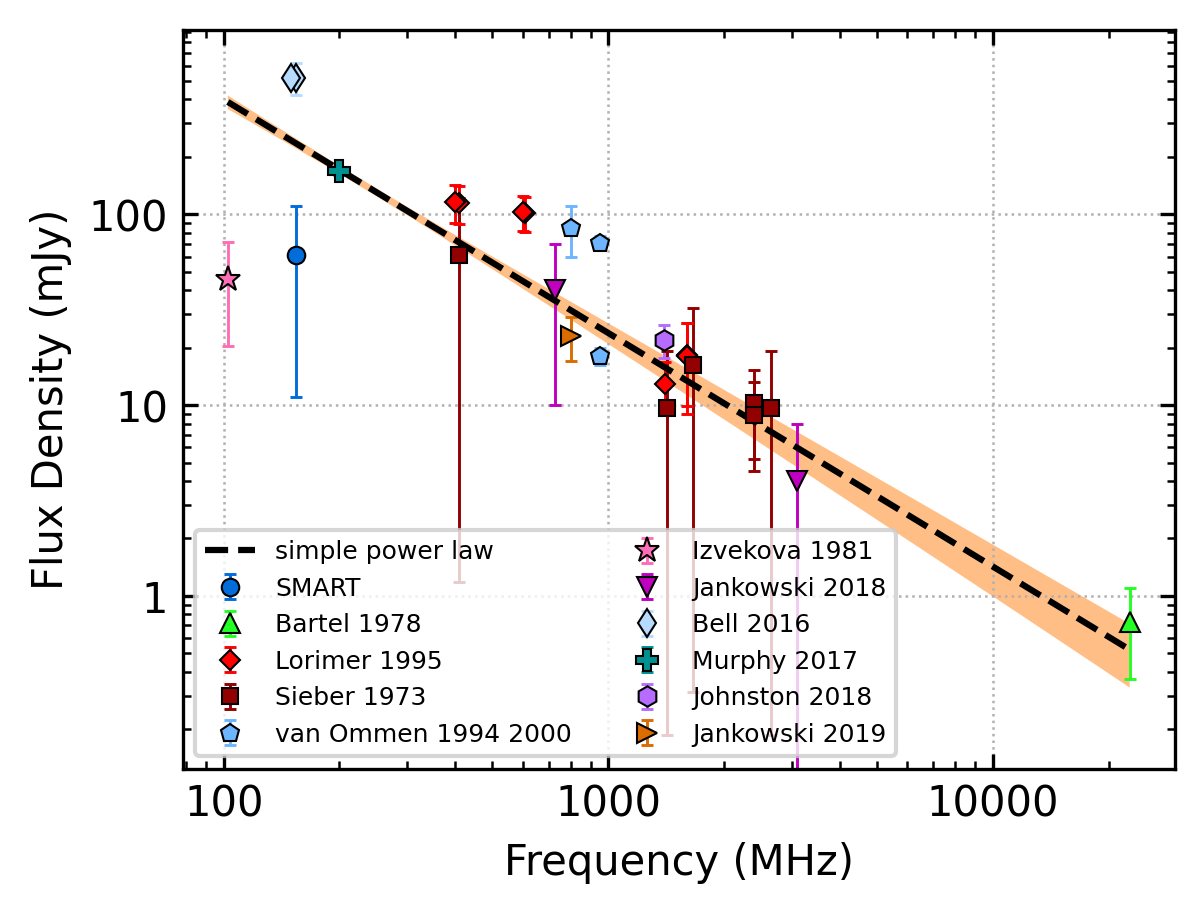 100
10
1
Flux Density (mJy)
simple power law
SMART
Bartel 1978
Lorimer 1995
Sieber 1973
van Ommen 1994 2000
Izvekova 1981
Jankowski 2018
Bell 2016
Murphy 2017
Johnston 2018
Jankowski 2019
100 1000 10000
Frequency (MHz)